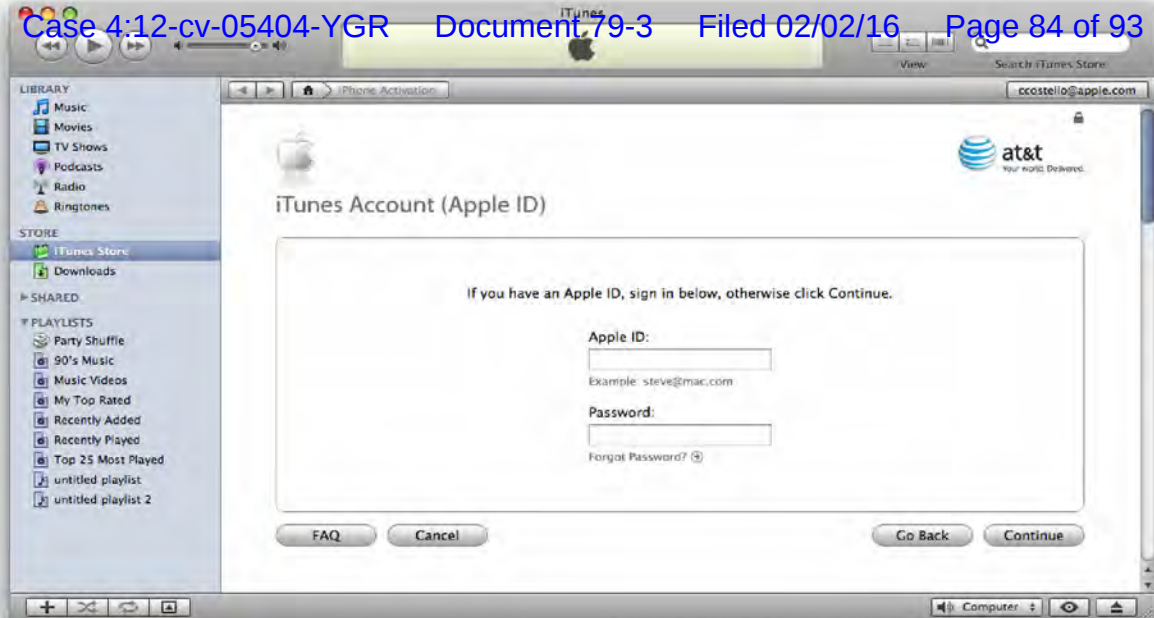 iTunes
Case 4:12-cv-05404-YGR Document 79-3 Filed 02/02/16 Page 84 of 93
View
Search iTunes Store
LIBRARY
Music
Movies
TV Shows
Podcasts
Radio
Ringtones
STORE
iTunes Store
Downloads
SHARED
PLAYLISTS
Party Shuffle
90's Music
Music Videos
My Top Rated
Recently Added
Recently Played
Top 25 Most Played
untitled playlist
untitled playlist 2
iPhone Activation
ccostello@apple.com
at&t
Your world. Delivered.
iTunes Account (Apple ID)
If you have an Apple ID, sign in below, otherwise click Continue.
Apple ID:
Example: steve@mac.com
Password:
Forgot Password?
FAQ
Cancel
Go Back
Continue
Computer